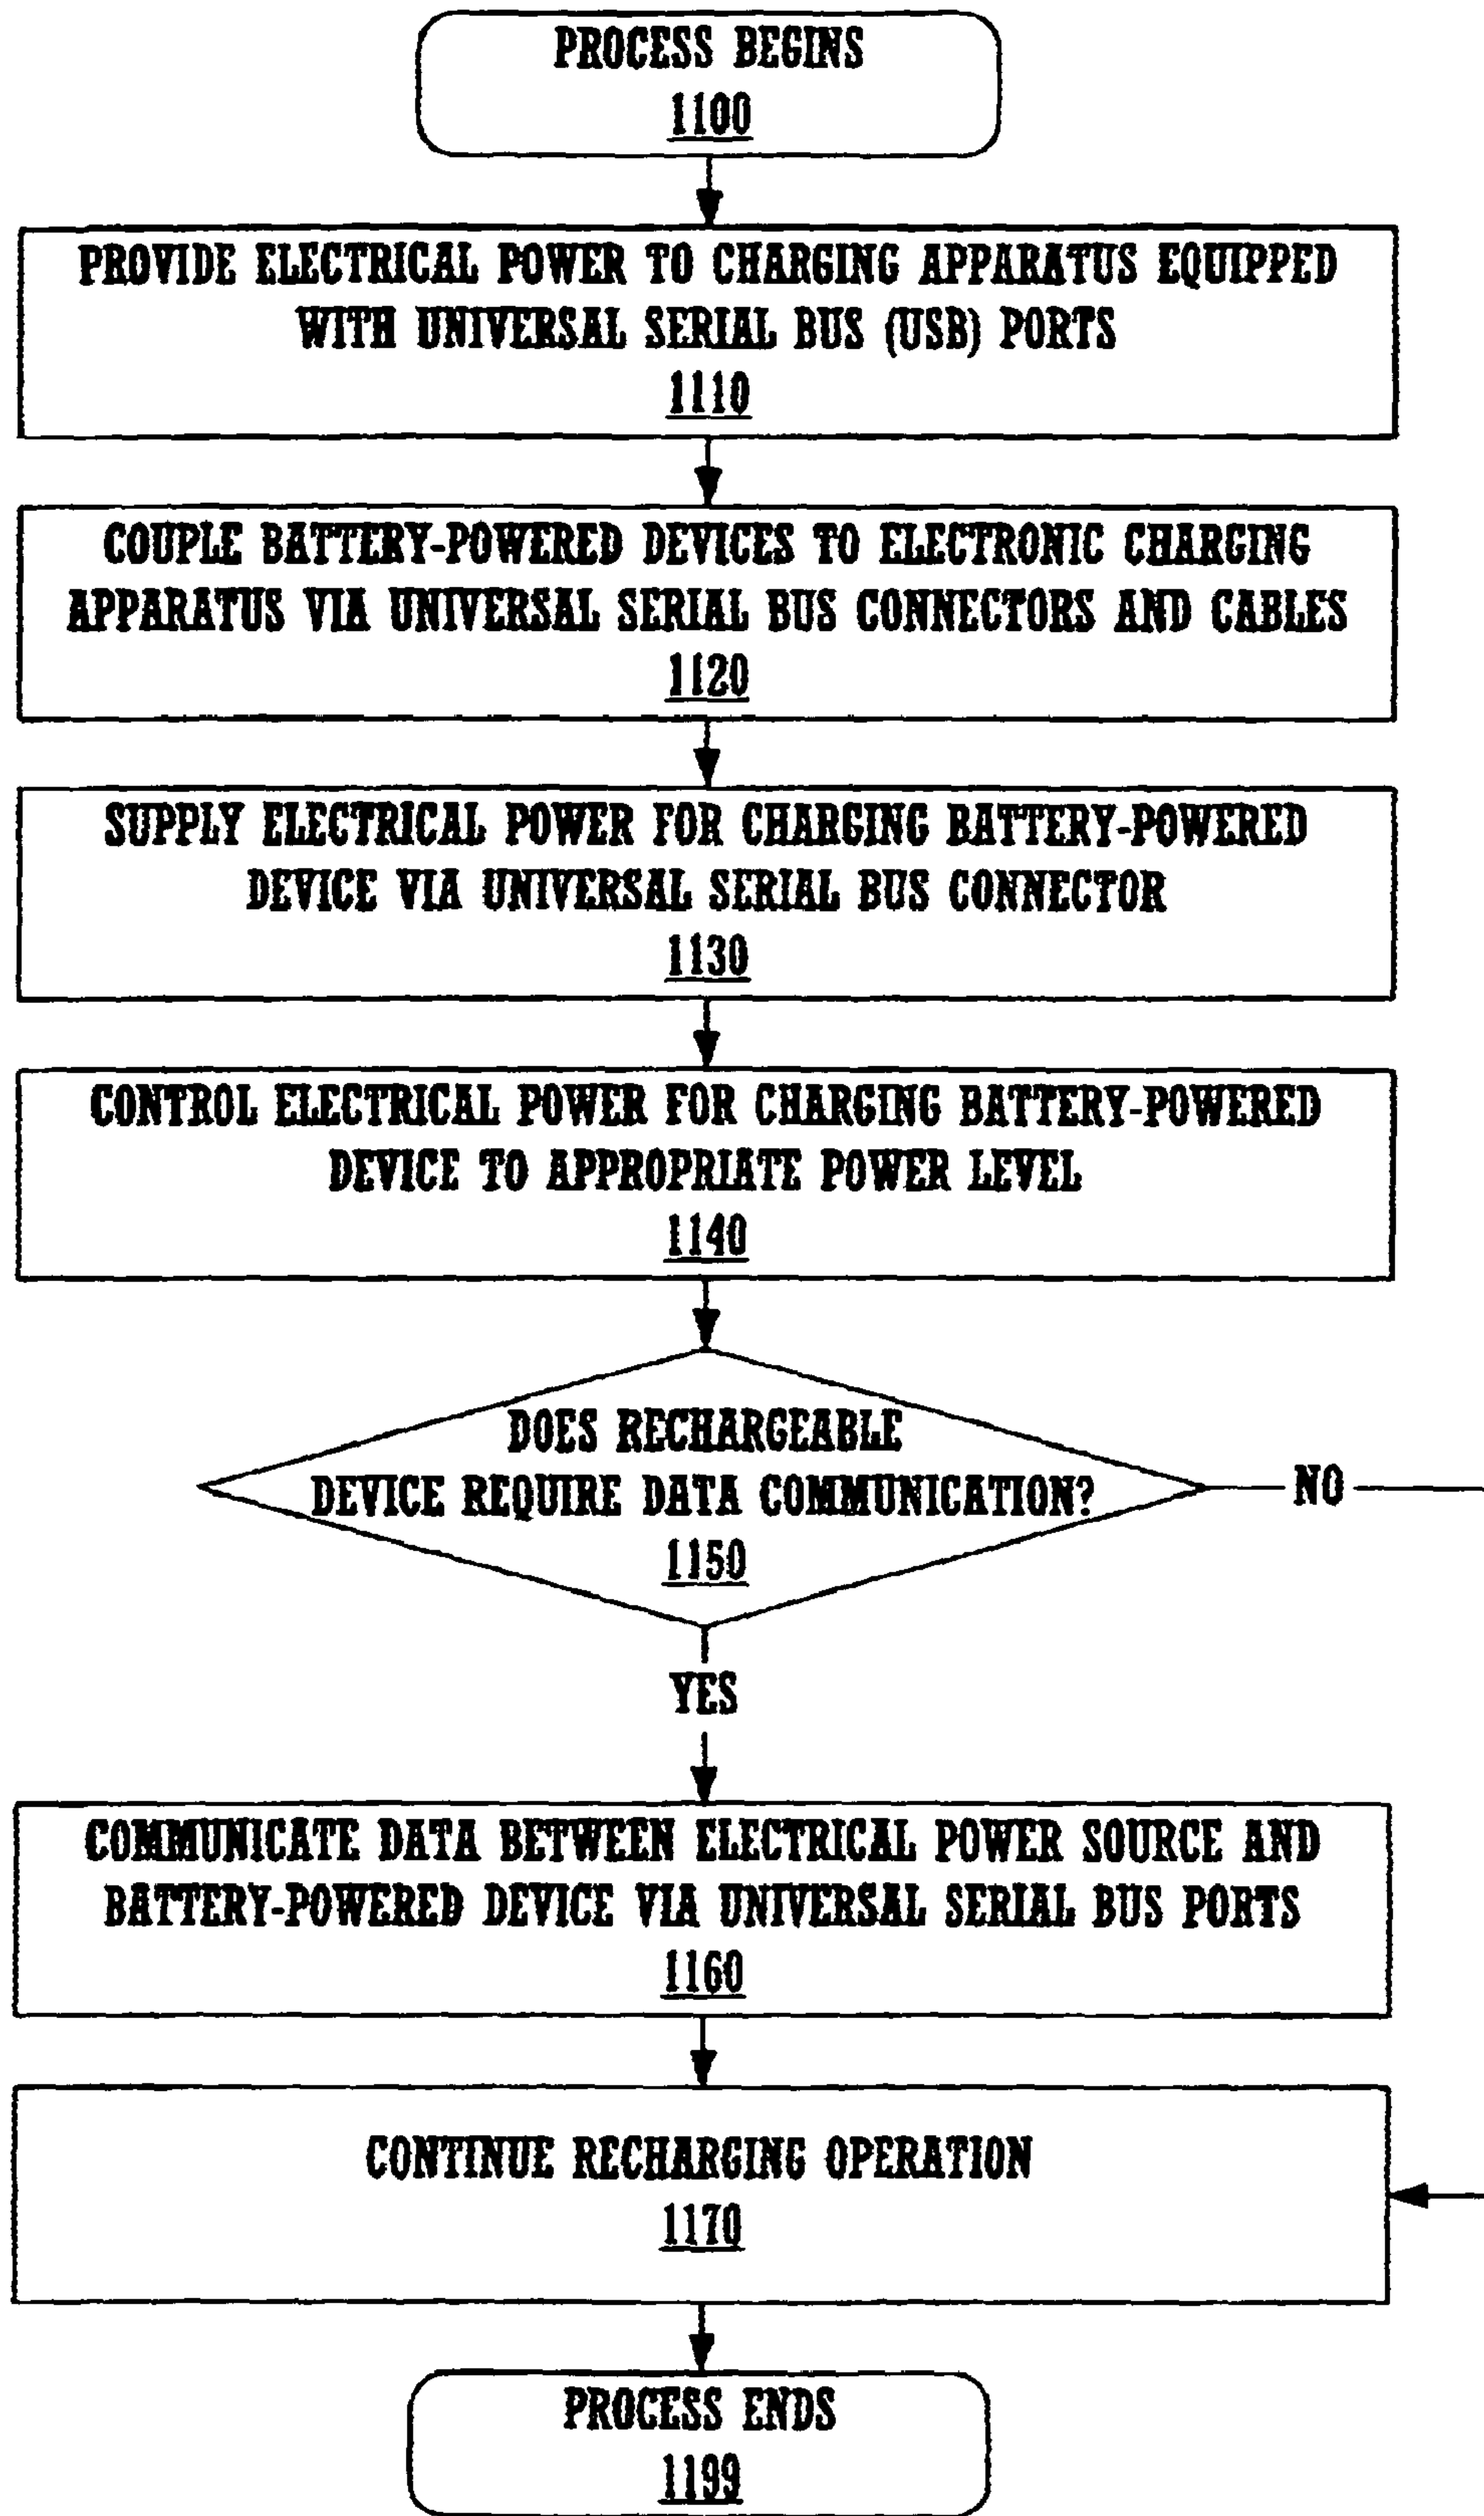 PROCESS BEGINS
1100
PROVIDE ELECTRICAL POWER TO CHARGING APPARATUS EQUIPPED
WITH UNIVERSAL SERIAL BUS (USB) PORTS
1110
COUPLE BATTERY-POWERED DEVICES TO ELECTRONIC CHARGING
APPARATUS VIA UNIVERSAL SERIAL BUS CONNECTORS AND CABLES
1120
SUPPLY ELECTRICAL POWER FOR CHARGING BATTERY-POWERED
DEVICE VIA UNIVERSAL SERIAL BUS CONNECTOR
1130
CONTROL ELECTRICAL POWER FOR CHARGING BATTERY-POWERED
DEVICE TO APPROPRIATE POWER LEVEL
1140
DOES RECHARGEABLE
DEVICE REQUIRE DATA COMMUNICATION?
1150
NO
YES
COMMUNICATE DATA BETWEEN ELECTRICAL POWER SOURCE AND
BATTERY-POWERED DEVICE VIA UNIVERSAL SERIAL BUS PORTS
1160
CONTINUE RECHARGING OPERATION
1170
PROCESS ENDS
1199